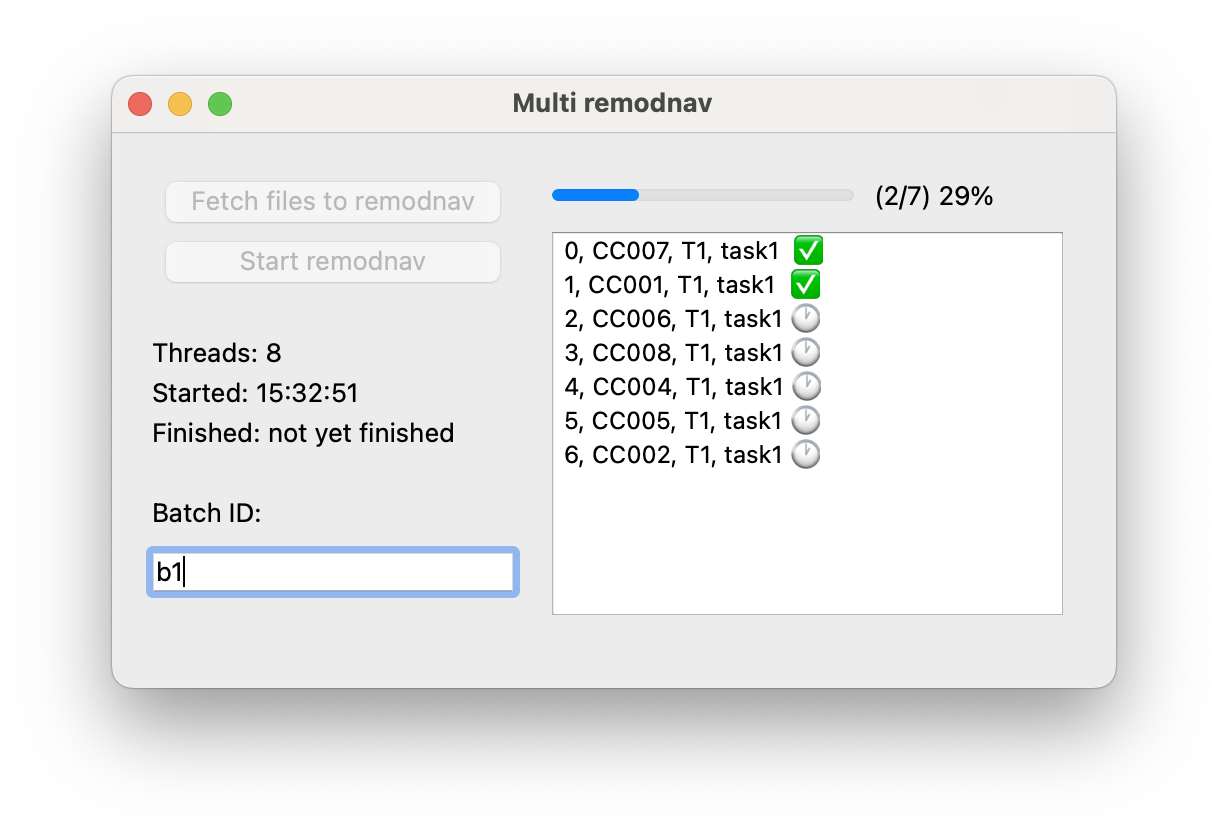 Multi remodnav
Fetch files to remodnav
Start remodnav
Threads: 8
Started: 15:32:51
Finished: not yet finished
Batch ID:
b1
(2/7) 29%
0, CC007, T1, task1 ✅
1, CC001, T1, task1 ✅
2, CC006, T1, task1 🕐
3, CC008, T1, task1 🕐
4, CC004, T1, task1 🕐
5, CC005, T1, task1 🕐
6, CC002, T1, task1 🕐